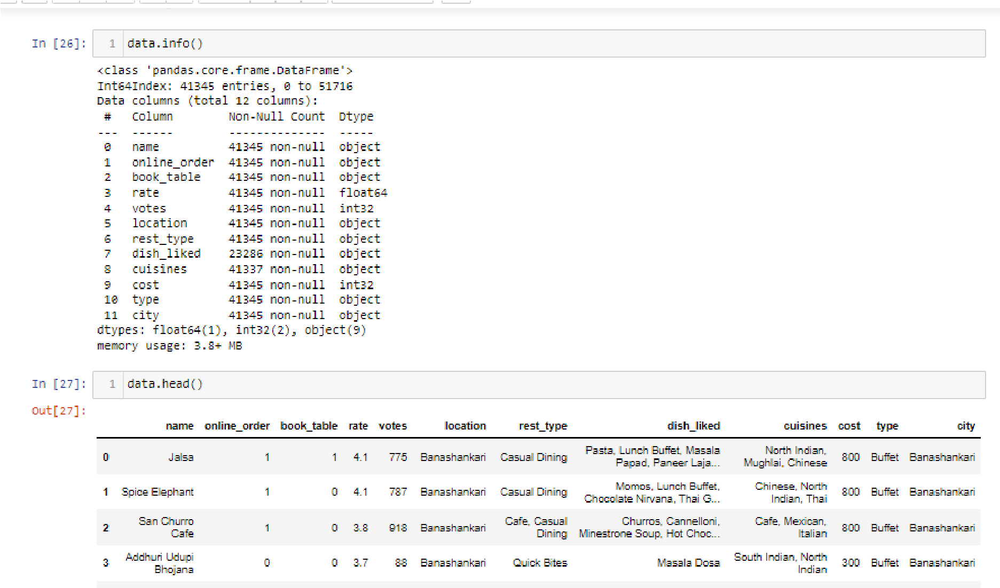 In [26]: 1 data.info()
<class 'pandas.core.frame.DataFrame'>
Int64Index: 41345 entries, 0 to 51716
Data columns (total 12 columns):
 #   Column        Non-Null Count  Dtype
---  ------        --------------  -----
 0   name          41345 non-null  object
 1   online_order  41345 non-null  object
 2   book_table    41345 non-null  object
 3   rate          41345 non-null  float64
 4   votes         41345 non-null  int32
 5   location      41345 non-null  object
 6   rest_type     41345 non-null  object
 7   dish_liked    23286 non-null  object
 8   cuisines      41337 non-null  object
 9   cost          41345 non-null  int32
 10  type          41345 non-null  object
 11  city          41345 non-null  object
dtypes: float64(1), int32(2), object(9)
memory usage: 3.8+ MB
In [27]: 1 data.head()
Out[27]:
name online_order book_table rate votes location rest_type dish_liked cuisines cost type city
0 Jalsa 1 1 4.1 775 Banashankari Casual Dining Pasta, Lunch Buffet, Masala Papad, Paneer Laja... North Indian, Mughlai, Chinese 800 Buffet Banashankari
1 Spice Elephant 1 0 4.1 787 Banashankari Casual Dining Momos, Lunch Buffet, Chocolate Nirvana, Thai G... Chinese, North Indian, Thai 800 Buffet Banashankari
2 San Churro Cafe 1 0 3.8 918 Banashankari Cafe, Casual Dining Churros, Cannelloni, Minestrone Soup, Hot Choc... Cafe, Mexican, Italian 800 Buffet Banashankari
3 Addhuri Udupi Bhojana 0 0 3.7 88 Banashankari Quick Bites Masala Dosa South Indian, North Indian 300 Buffet Banashankari